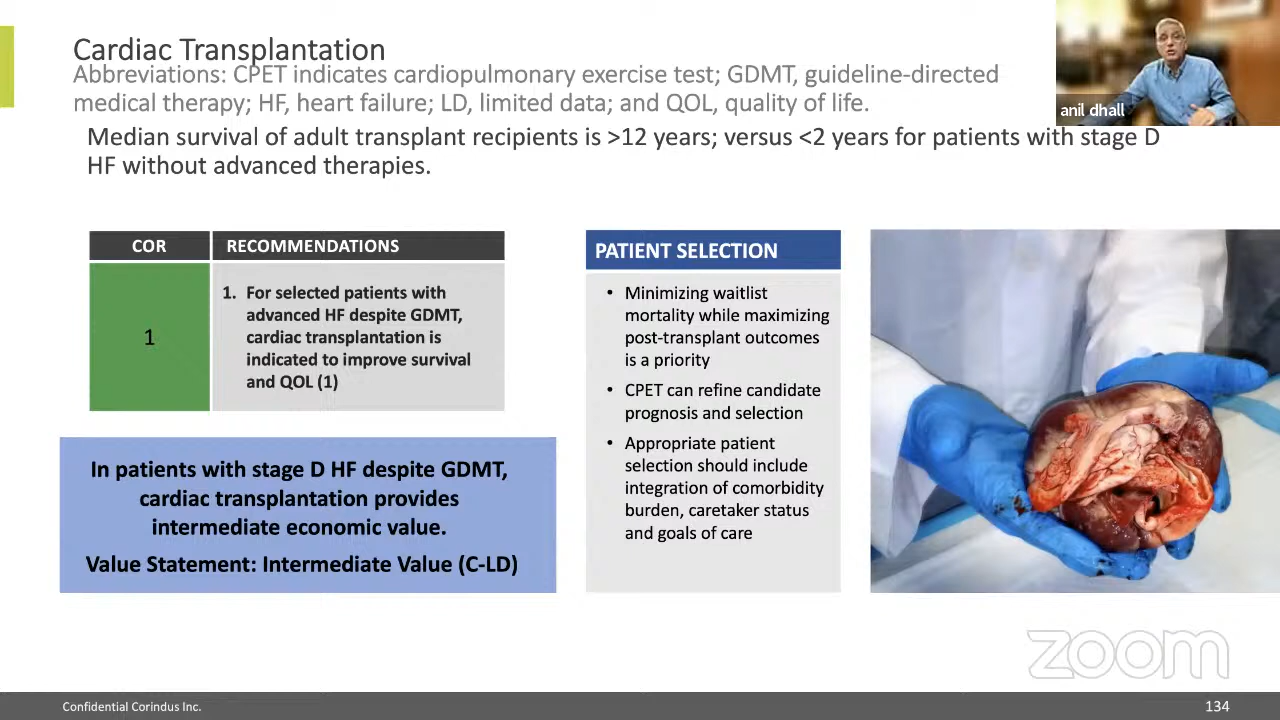 Cardiac Transplantation
Abbreviations: CPET indicates cardiopulmonary exercise test; GDMT, guideline-directed
medical therapy; HF, heart failure; LD, limited data; and QOL, quality of life.
anil dhall
Median survival of adult transplant recipients is >12 years; versus <2 years for patients with stage D
HF without advanced therapies.
COR
RECOMMENDATIONS
1
1. For selected patients with
advanced HF despite GDMT,
cardiac transplantation is
indicated to improve survival
and QOL (1)
In patients with stage D HF despite GDMT,
cardiac transplantation provides
intermediate economic value.
Value Statement: Intermediate Value (C-LD)
PATIENT SELECTION
• Minimizing waitlist
mortality while maximizing
post-transplant outcomes
is a priority
• CPET can refine candidate
prognosis and selection
• Appropriate patient
selection should include
integration of comorbidity
burden, caretaker status
and goals of care
zoom
Confidential Corindus Inc.
134